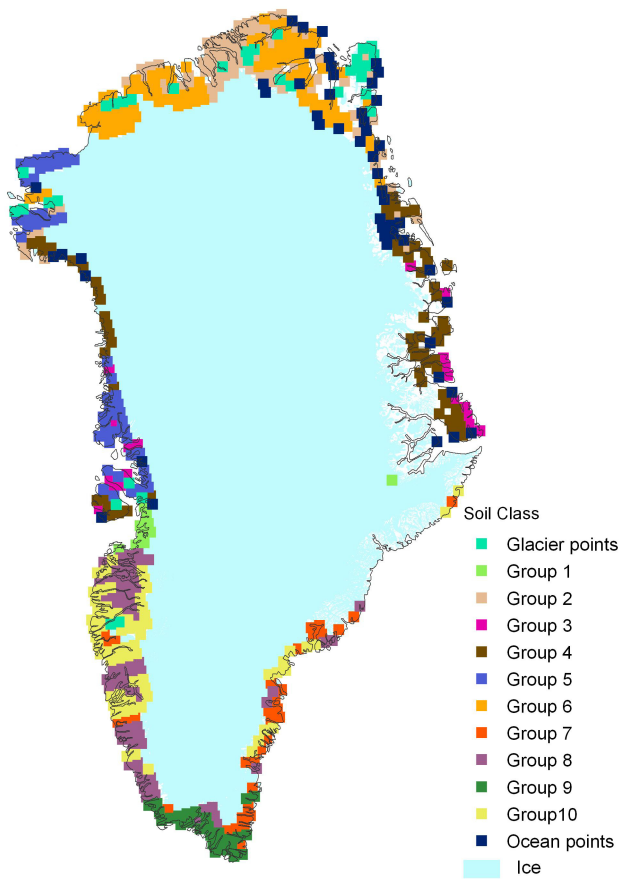 Soil Class
Glacier points
Group 1
Group 2
Group 3
Group 4
Group 5
Group 6
Group 7
Group 8
Group 9
Group10
Ocean points
Ice